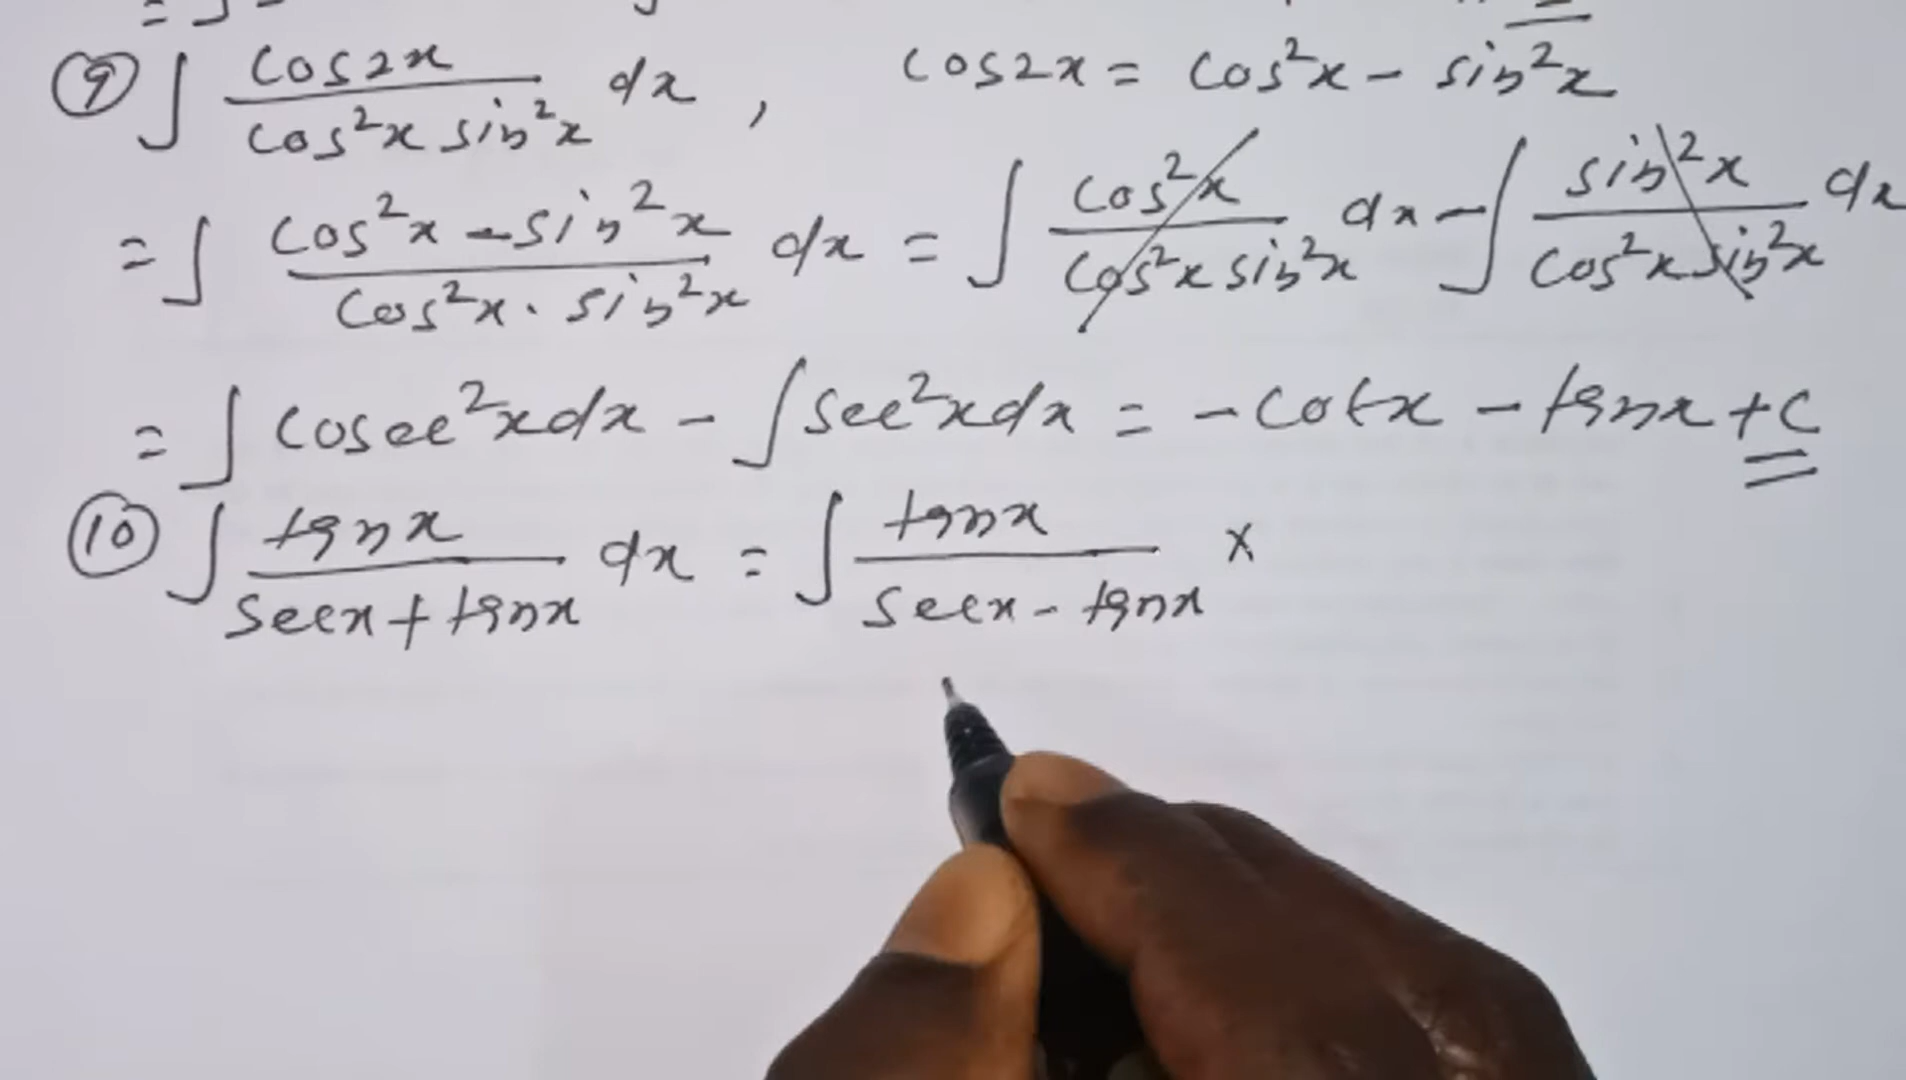 ⑨ ∫ cos2x / cos²x sin²x dx , cos2x = cos²x - sin²x
= ∫ cos²x - sin²x / cos²x . sin²x dx = ∫ cos²x / cos²x sin²x dx - ∫ sin²x / cos²x sin²x dx
= ∫ cosec²x dx - ∫ sec²x dx = - cotx - tanx + c
⑩ ∫ tanx / secx + tanx dx = ∫ tanx / secx - tanx ×